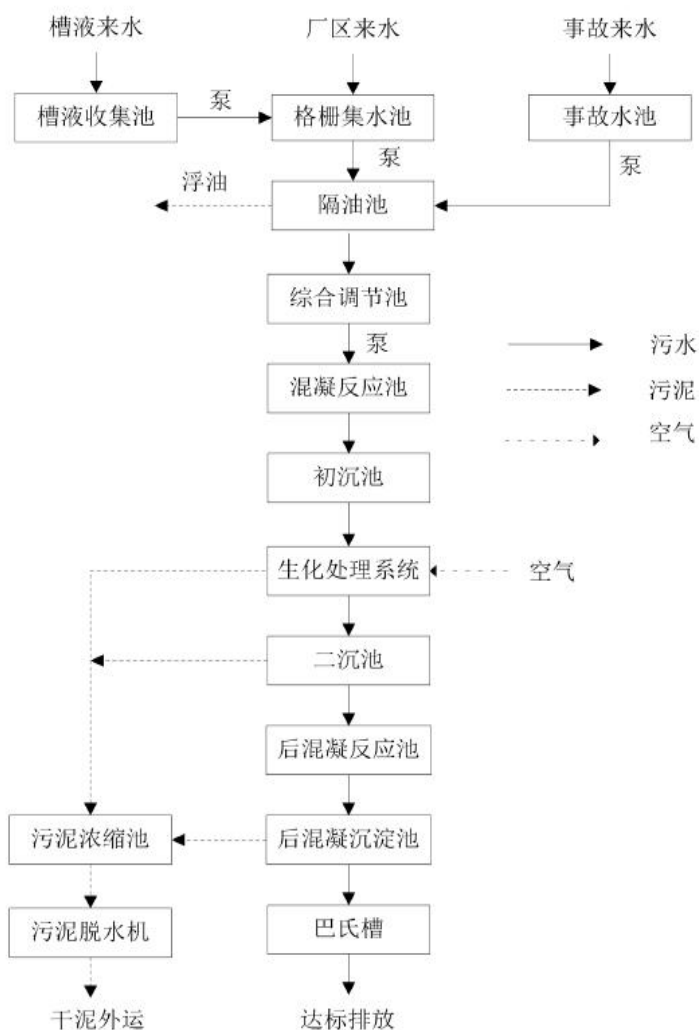 槽液来水
厂区来水
事故来水
槽液收集池
泵
格栅集水池
事故水池
泵
泵
浮油
隔油池
综合调节池
泵
污水
混凝反应池
污泥
空气
初沉池
生化处理系统
空气
二沉池
后混凝反应池
污泥浓缩池
后混凝沉淀池
污泥脱水机
巴氏槽
干泥外运
达标排放